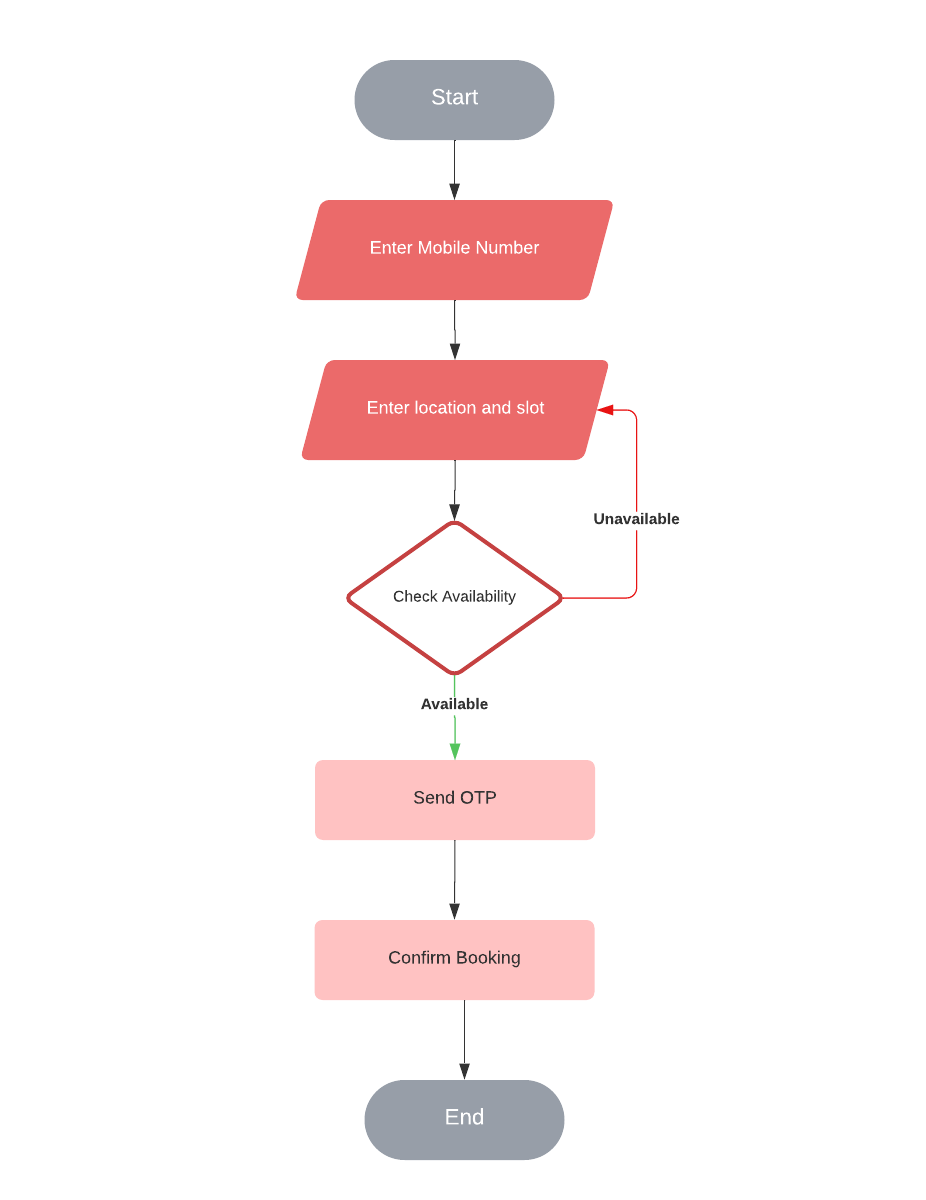 Start
Enter Mobile Number
Enter location and slot
Unavailable
Check Availability
Available
Send OTP
Confirm Booking
End